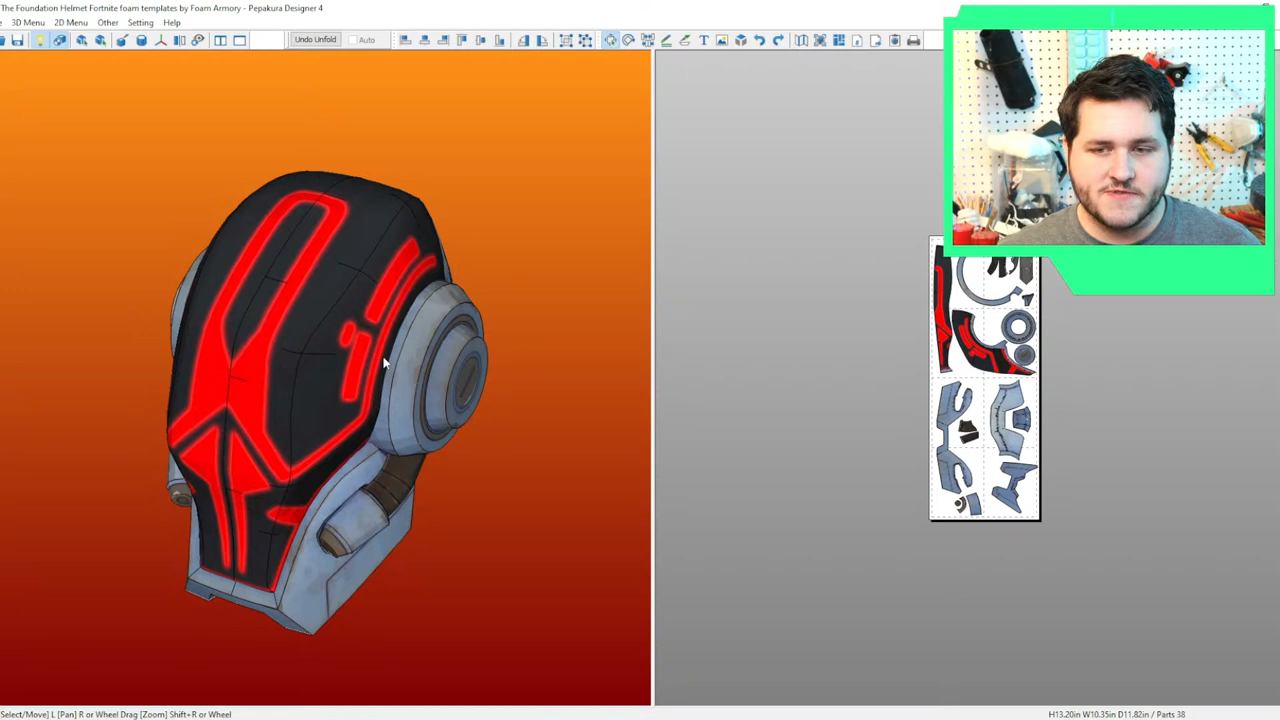 The Foundation Helmet Fortnite foam templates by Foam Armory - Pepakura Designer 4
3D Menu 2D Menu Other Setting Help
Undo Unfold Auto
[Select/Move] L [Pan] R or Wheel Drag [Zoom] Shift+R or Wheel
H13.20in W10.35in D11.82in / Parts 38